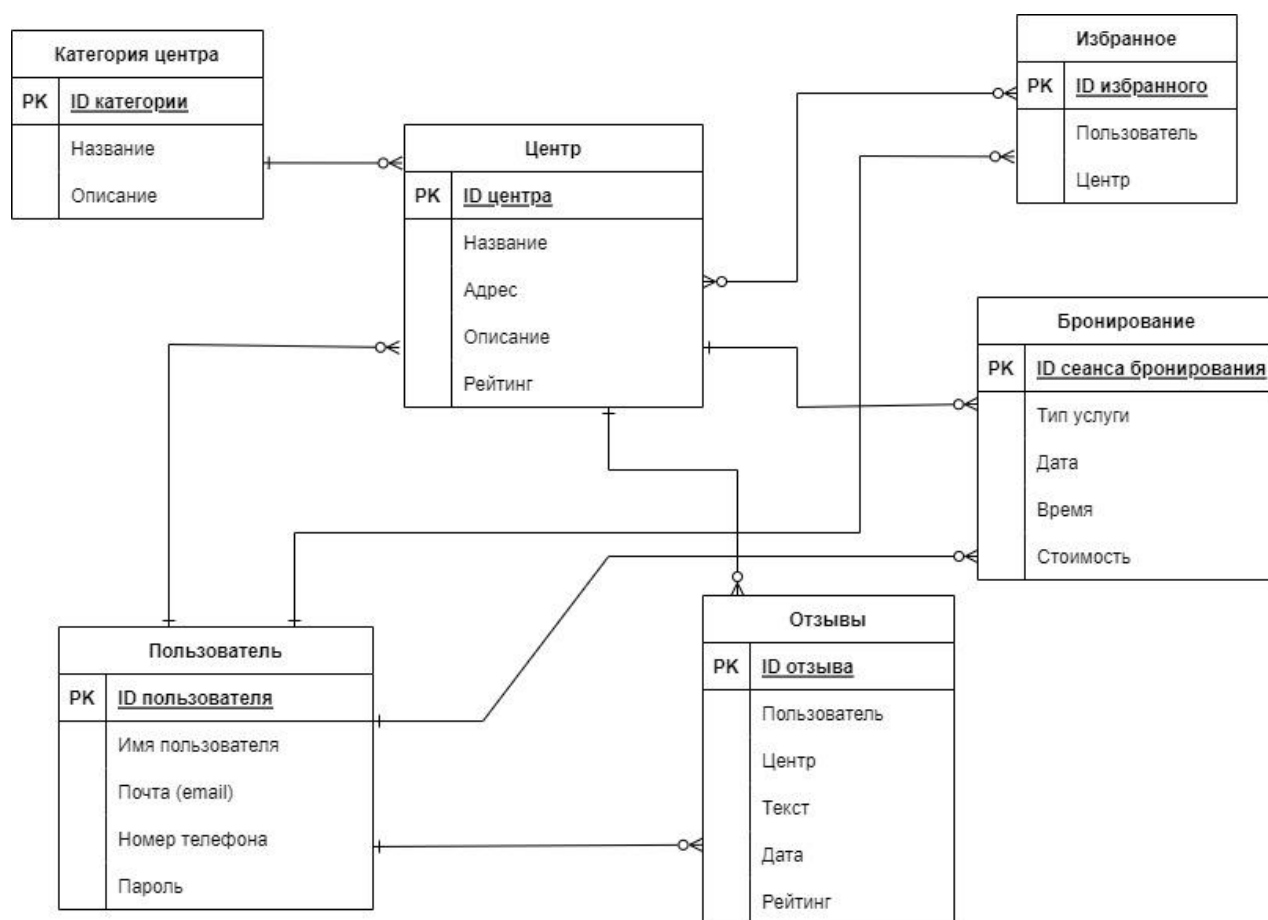 Категория центра
PK ID категории
Название
Описание
Избранное
PK ID избранного
Пользователь
Центр
Центр
PK ID центра
Название
Адрес
Описание
Рейтинг
Бронирование
PK ID сеанса бронирования
Тип услуги
Дата
Время
Стоимость
Пользователь
PK ID пользователя
Имя пользователя
Почта (email)
Номер телефона
Пароль
Отзывы
PK ID отзыва
Пользователь
Центр
Текст
Дата
Рейтинг